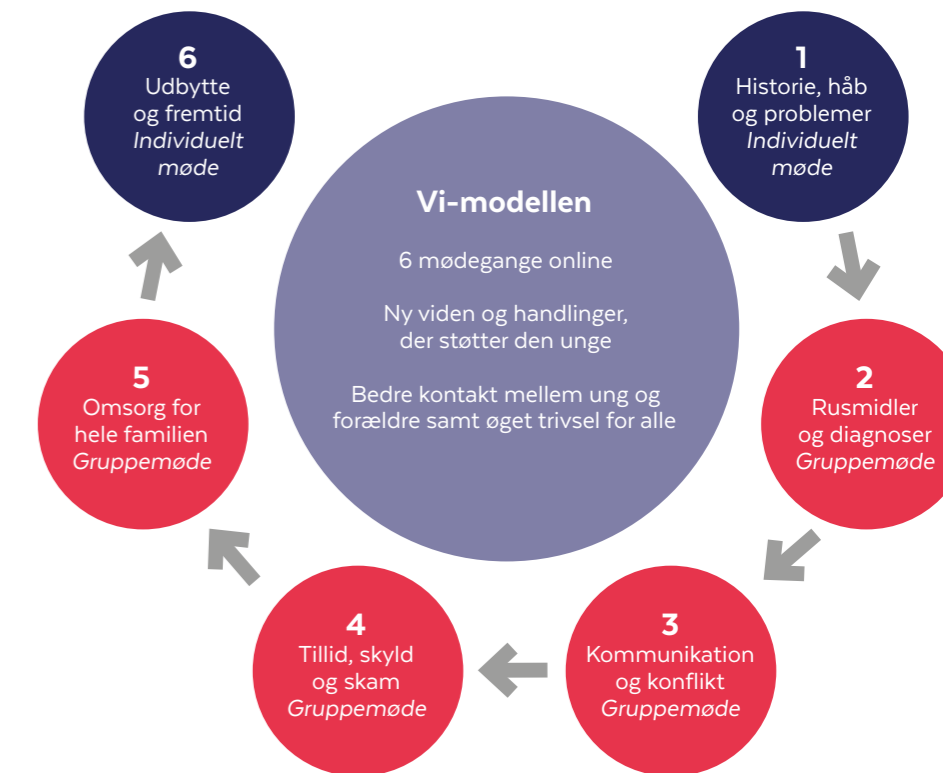 Vi-modellen
6 mødegange online
Ny viden og handlinger,
der støtter den unge
Bedre kontakt mellem ung og
forældre samt øget trivsel for alle
1
Historie, håb
og problemer
Individuelt
møde
2
Rusmidler
og diagnoser
Gruppemøde
3
Kommunikation
og konflikt
Gruppemøde
4
Tillid, skyld
og skam
Gruppemøde
5
Omsorg for
hele familien
Gruppemøde
6
Udbytte
og fremtid
Individuelt
møde